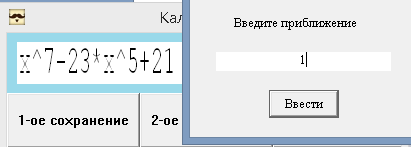 Кал
Введите приближение
x^7-23*x^5+21
1
1-ое сохранение
2-ое
Ввести